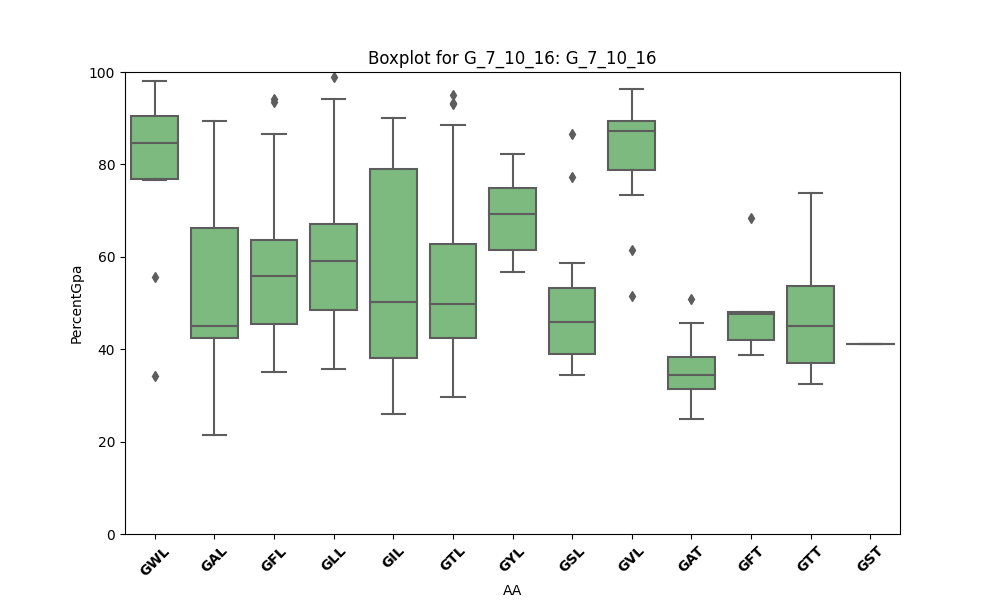 Boxplot for G_7_10_16: G_7_10_16
100
80
60
40
20
0
PercentGpa
GWL GAL GFL GLL GIL GTL GYL GSL GVL GAT GFT GTT GST
AA